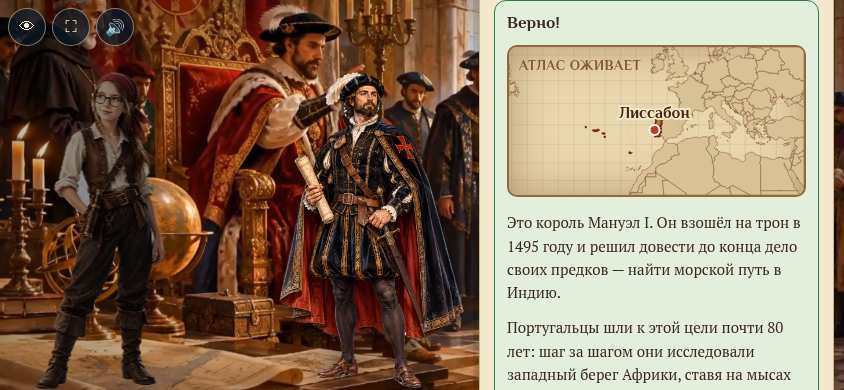 Верно!
АТЛАС ОЖИВАЕТ
Лиссабон
Это король Мануэл I. Он взошёл на трон в
1495 году и решил довести до конца дело
своих предков — найти морской путь в
Индию.
Португальцы шли к этой цели почти 80
лет: шаг за шагом они исследовали
западный берег Африки, ставя на мысах